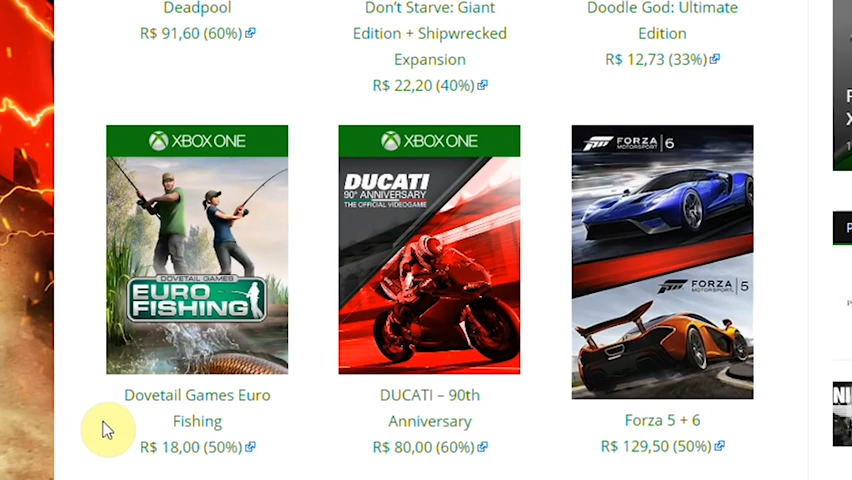 Deadpool
R$ 91,60 (60%)
Don't Starve: Giant
Edition + Shipwrecked
Expansion
R$ 22,20 (40%)
Doodle God: Ultimate
Edition
R$ 12,73 (33%)
XBOX ONE
DOVETAIL GAMES
EURO
FISHING
Dovetail Games Euro
Fishing
R$ 18,00 (50%)
XBOX ONE
DUCATI
90th ANNIVERSARY
THE OFFICIAL VIDEOGAME
DUCATI – 90th
Anniversary
R$ 80,00 (60%)
FORZA MOTORSPORT 6
FORZA MOTORSPORT 5
Forza 5 + 6
R$ 129,50 (50%)